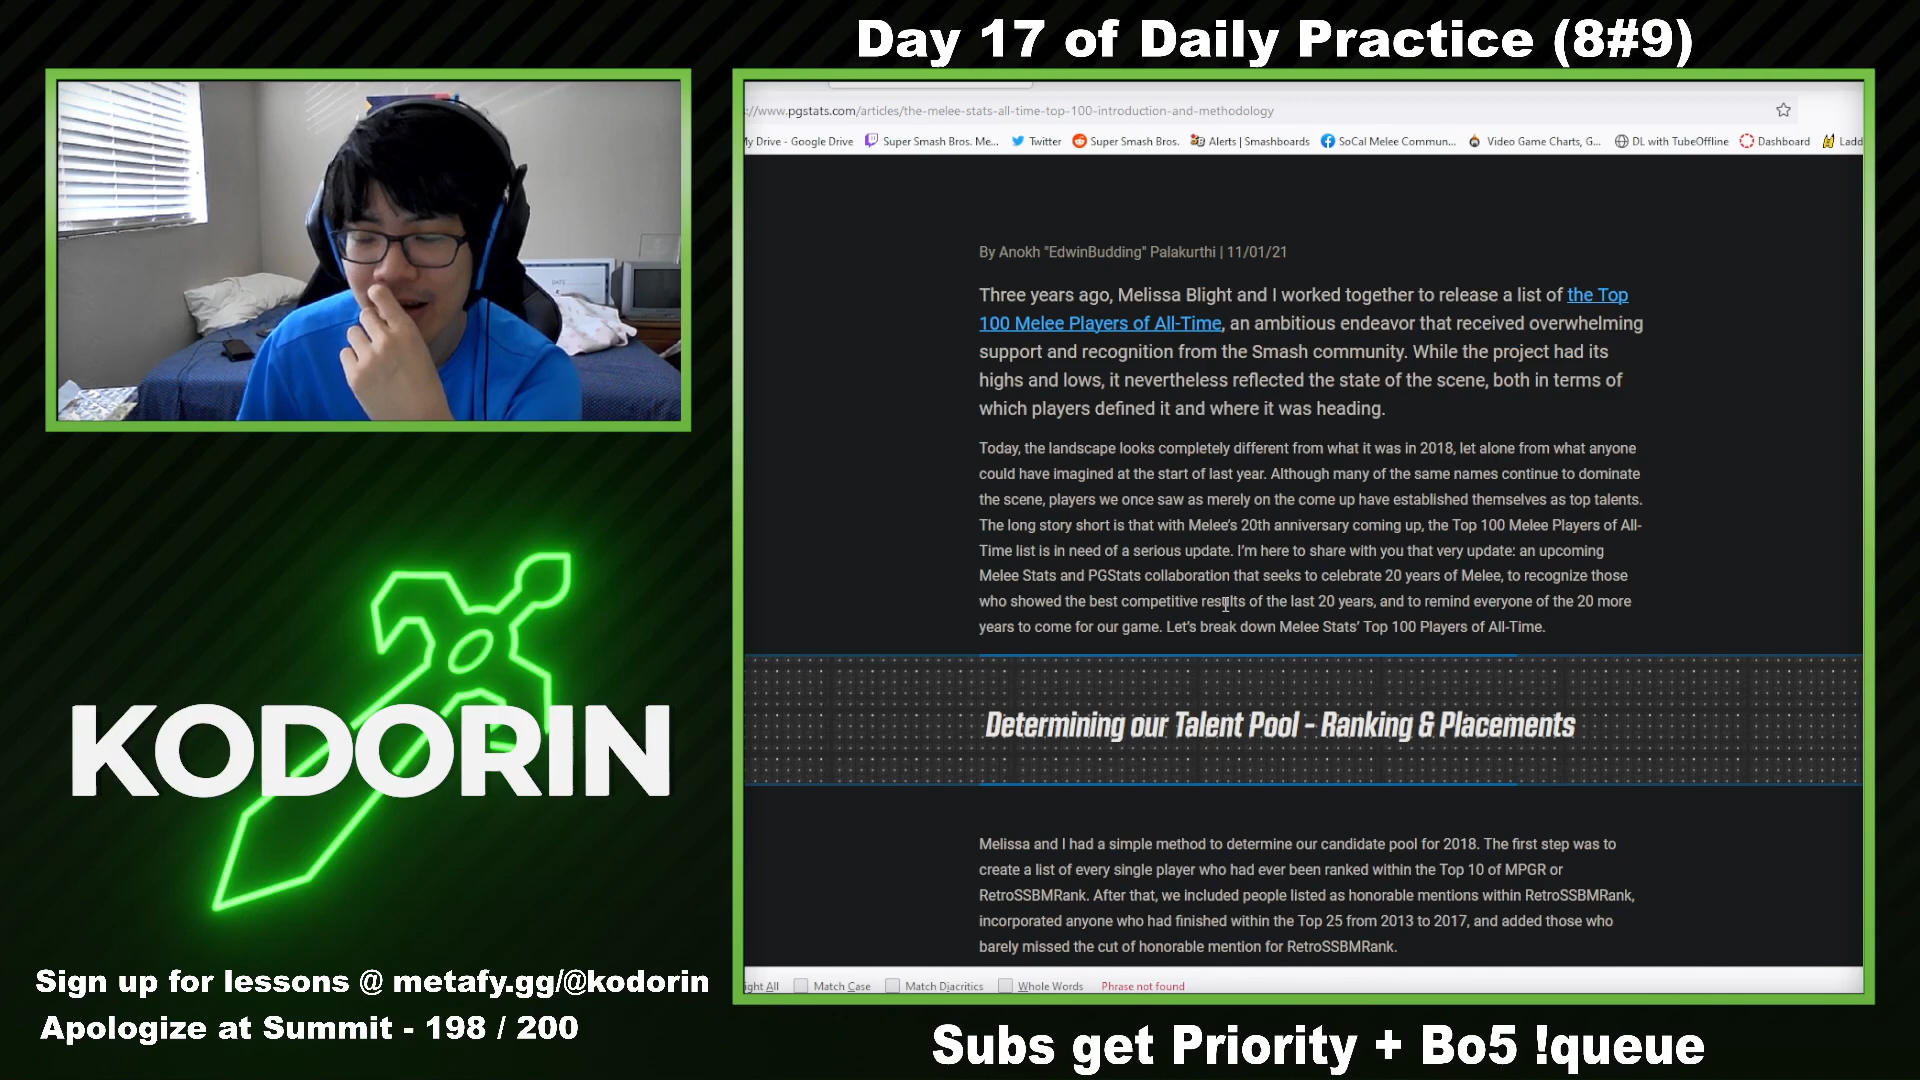 Day 17 of Daily Practice (8#9)
://www.pgstats.com/articles/the-melee-stats-all-time-top-100-introduction-and-methodology
My Drive - Google Drive
Super Smash Bros. Me...
Twitter
Super Smash Bros.
Alerts | Smashboards
SoCal Melee Commun...
Video Game Charts, G...
DL with TubeOffline
Dashboard
Ladd
By Anokh "EdwinBudding" Palakurthi | 11/01/21
Three years ago, Melissa Blight and I worked together to release a list of the Top
100 Melee Players of All-Time, an ambitious endeavor that received overwhelming
support and recognition from the Smash community. While the project had its
highs and lows, it nevertheless reflected the state of the scene, both in terms of
which players defined it and where it was heading.
Today, the landscape looks completely different from what it was in 2018, let alone from what anyone
could have imagined at the start of last year. Although many of the same names continue to dominate
the scene, players we once saw as merely on the come up have established themselves as top talents.
The long story short is that with Melee's 20th anniversary coming up, the Top 100 Melee Players of All-
Time list is in need of a serious update. I'm here to share with you that very update: an upcoming
Melee Stats and PGStats collaboration that seeks to celebrate 20 years of Melee, to recognize those
who showed the best competitive results of the last 20 years, and to remind everyone of the 20 more
years to come for our game. Let's break down Melee Stats' Top 100 Players of All-Time.
Determining our Talent Pool - Ranking & Placements
Melissa and I had a simple method to determine our candidate pool for 2018. The first step was to
create a list of every single player who had ever been ranked within the Top 10 of MPGR or
RetroSSBMRank. After that, we included people listed as honorable mentions within RetroSSBMRank,
incorporated anyone who had finished within the Top 25 from 2013 to 2017, and added those who
barely missed the cut of honorable mention for RetroSSBMRank.
ight All
Match Case
Match Diacritics
Whole Words
Phrase not found
KODORIN
Sign up for lessons @ metafy.gg/@kodorin
Apologize at Summit - 198 / 200
Subs get Priority + Bo5 !queue